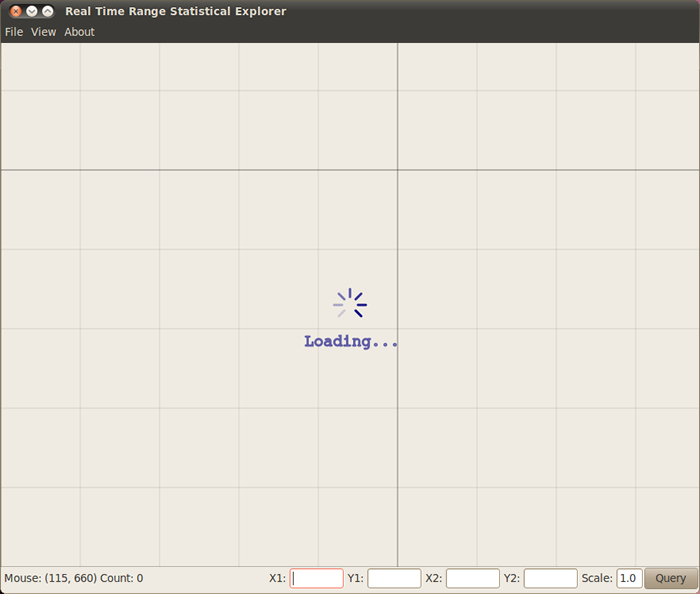 Real Time Range Statistical Explorer
File View About
Loading...
Mouse: (115, 660) Count: 0 X1: Y1: X2: Y2: Scale: 1.0 Query